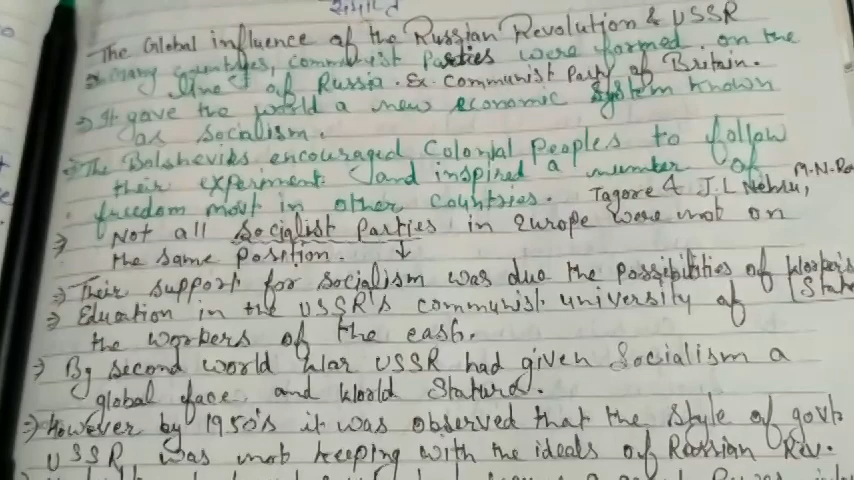 The Global influence of the Russian Revolution & USSR
⇒ Many countries, communist parties were formed on the
line of Russia. Ex. Communist Party of Britain.
⇒ It gave the world a new economic System known
as socialism.
⇒ The Bolsheviks encouraged Colonial Peoples to follow
their experiment and inspired a number of
freedom movt in other countries. Tagore & J.L Nehru, M.N.Ro
⇒ Not all Socialist Parties in Europe were not on
the same position. ↓
⇒ Their support for socialism was due the possibilities of Worker's State
⇒ Eduation in the USSR's communist university of
the workers of the east.
⇒ By second world War USSR had given Socialism a
global face and World Stature.
⇒ However by 1950's it was observed that the style of govt
USSR was not keeping with the ideals of Russian Rev.